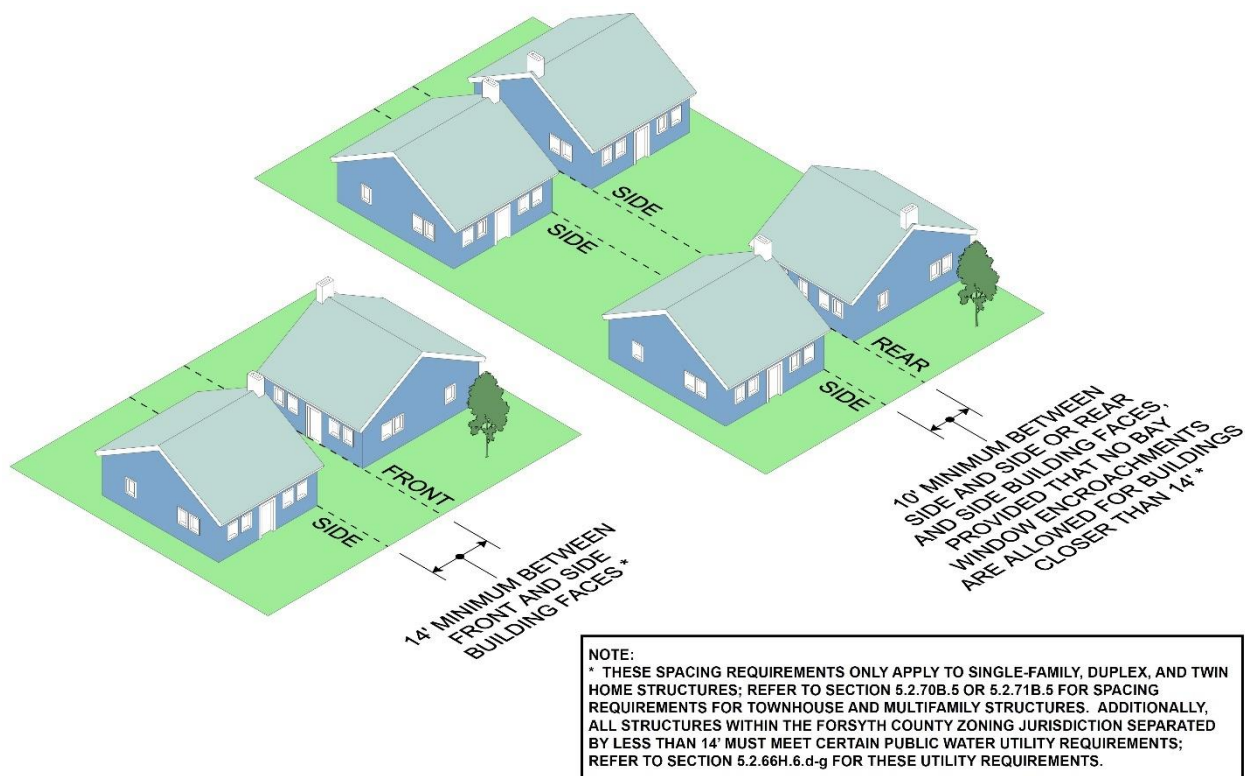 SIDE
SIDE
REAR
SIDE
10' MINIMUM BETWEEN
SIDE AND SIDE OR REAR
AND SIDE BUILDING FACES,
PROVIDED THAT NO BAY
WINDOW ENCROACHMENTS
ARE ALLOWED FOR BUILDINGS
CLOSER THAN 14' *
FRONT
SIDE
14' MINIMUM BETWEEN
FRONT AND SIDE
BUILDING FACES *
NOTE:
* THESE SPACING REQUIREMENTS ONLY APPLY TO SINGLE-FAMILY, DUPLEX, AND TWIN
HOME STRUCTURES; REFER TO SECTION 5.2.70B.5 OR 5.2.71B.5 FOR SPACING
REQUIREMENTS FOR TOWNHOUSE AND MULTIFAMILY STRUCTURES. ADDITIONALLY,
ALL STRUCTURES WITHIN THE FORSYTH COUNTY ZONING JURISDICTION SEPARATED
BY LESS THAN 14' MUST MEET CERTAIN PUBLIC WATER UTILITY REQUIREMENTS;
REFER TO SECTION 5.2.66H.6.d-g FOR THESE UTILITY REQUIREMENTS.